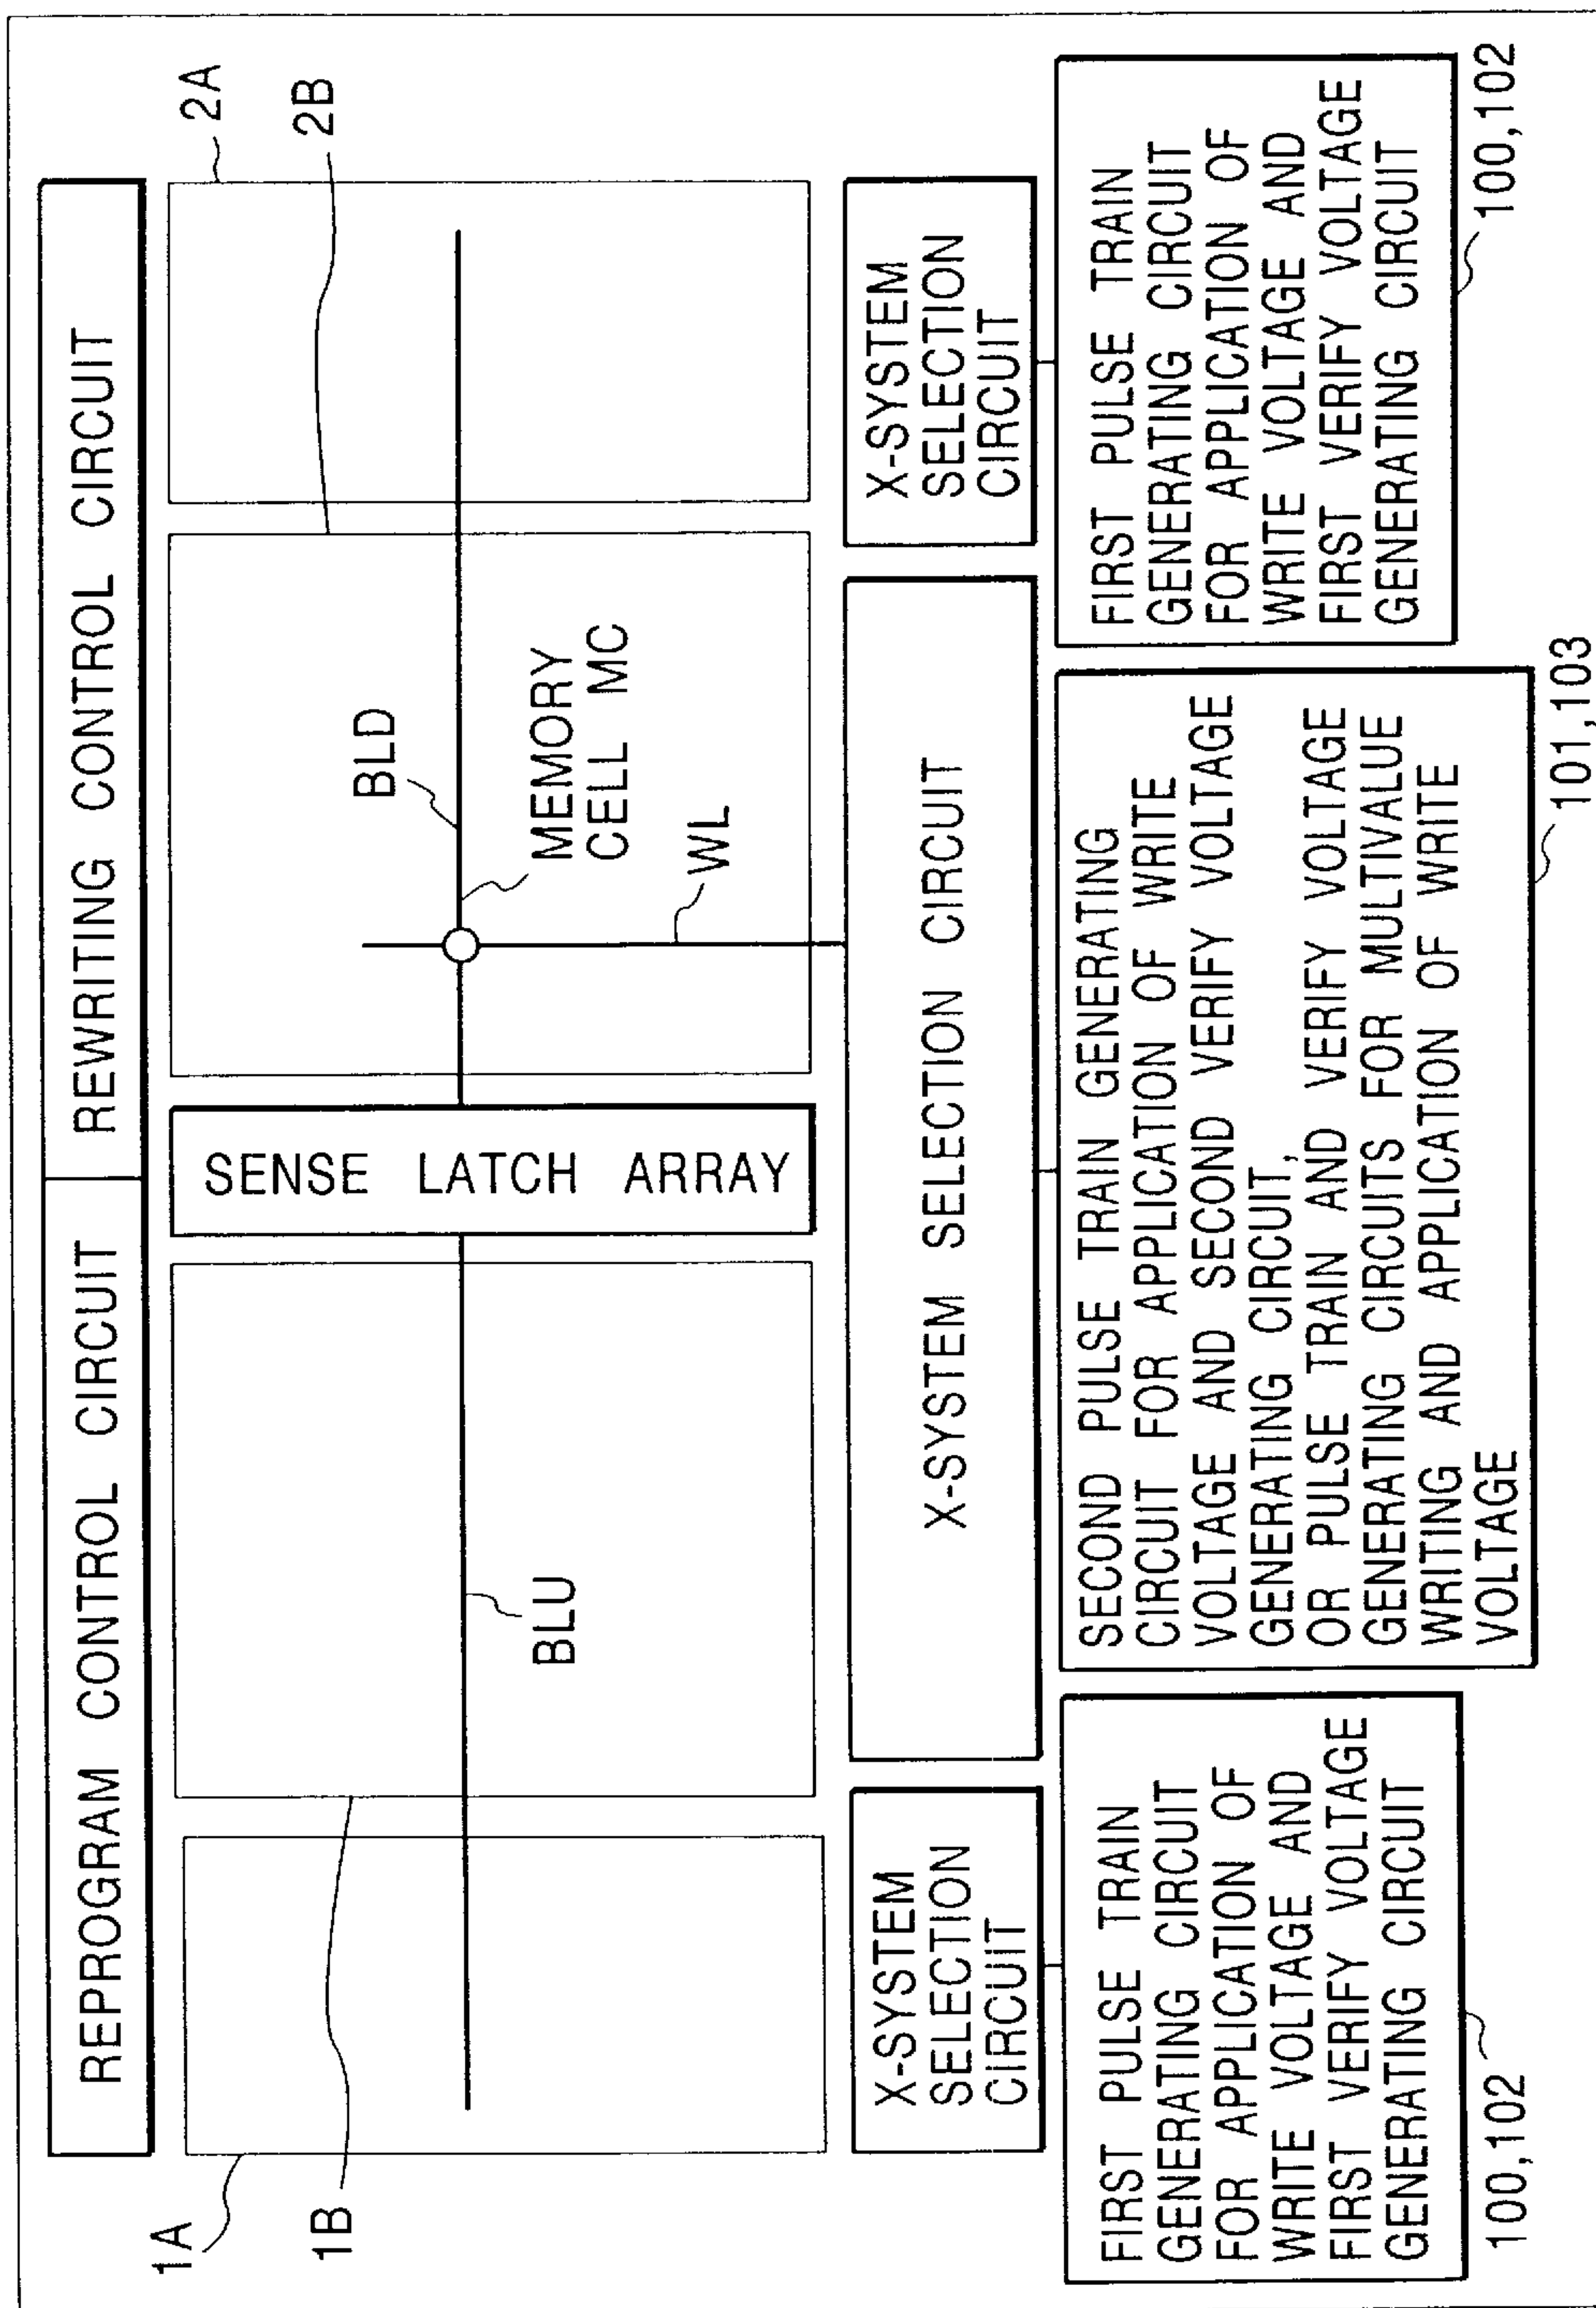 REPROGRAM CONTROL CIRCUIT
REWRITING CONTROL CIRCUIT
1A
1B
2A
2B
BLU
SENSE LATCH ARRAY
BLD
MEMORY
CELL MC
WL
X-SYSTEM
SELECTION
CIRCUIT
X-SYSTEM SELECTION CIRCUIT
X-SYSTEM
SELECTION
CIRCUIT
FIRST PULSE TRAIN
GENERATING CIRCUIT
FOR APPLICATION OF
WRITE VOLTAGE AND
FIRST VERIFY VOLTAGE
GENERATING CIRCUIT
100,102
SECOND PULSE TRAIN GENERATING
CIRCUIT FOR APPLICATION OF WRITE
VOLTAGE AND SECOND VERIFY VOLTAGE
GENERATING CIRCUIT,
OR PULSE TRAIN AND VERIFY VOLTAGE
GENERATING CIRCUITS FOR MULTIVALUE
WRITING AND APPLICATION OF WRITE
VOLTAGE
101,103
FIRST PULSE TRAIN
GENERATING CIRCUIT
FOR APPLICATION OF
WRITE VOLTAGE AND
FIRST VERIFY VOLTAGE
GENERATING CIRCUIT
100,102